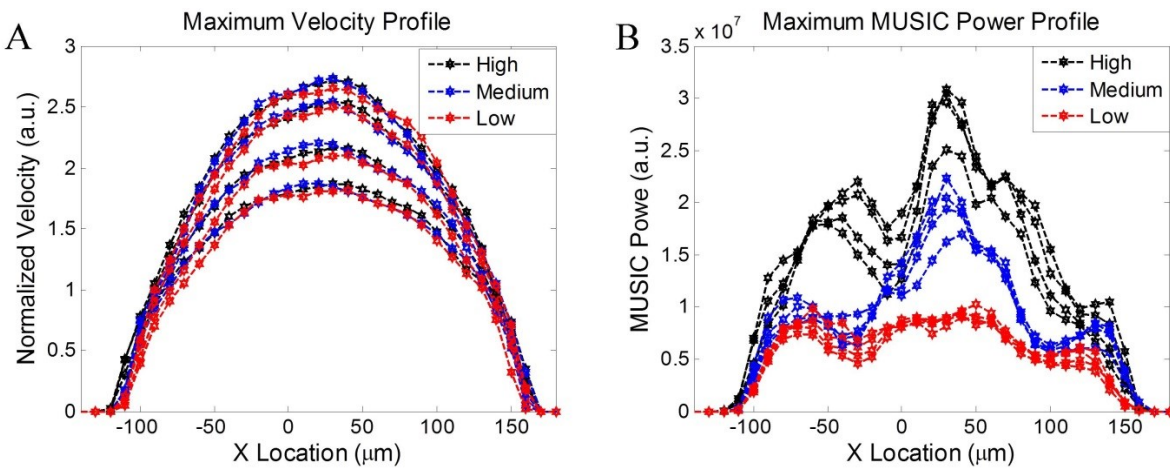 A
Maximum Velocity Profile
Normalized Velocity (a.u.)
3
2.5
2
1.5
1
0.5
0
High
Medium
Low
-100
-50
0
50
100
150
X Location (μm)
B
Maximum MUSIC Power Profile
x 10^7
MUSIC Power (a.u.)
3.5
3
2.5
2
1.5
1
0.5
0
High
Medium
Low
-100
-50
0
50
100
150
X Location (μm)